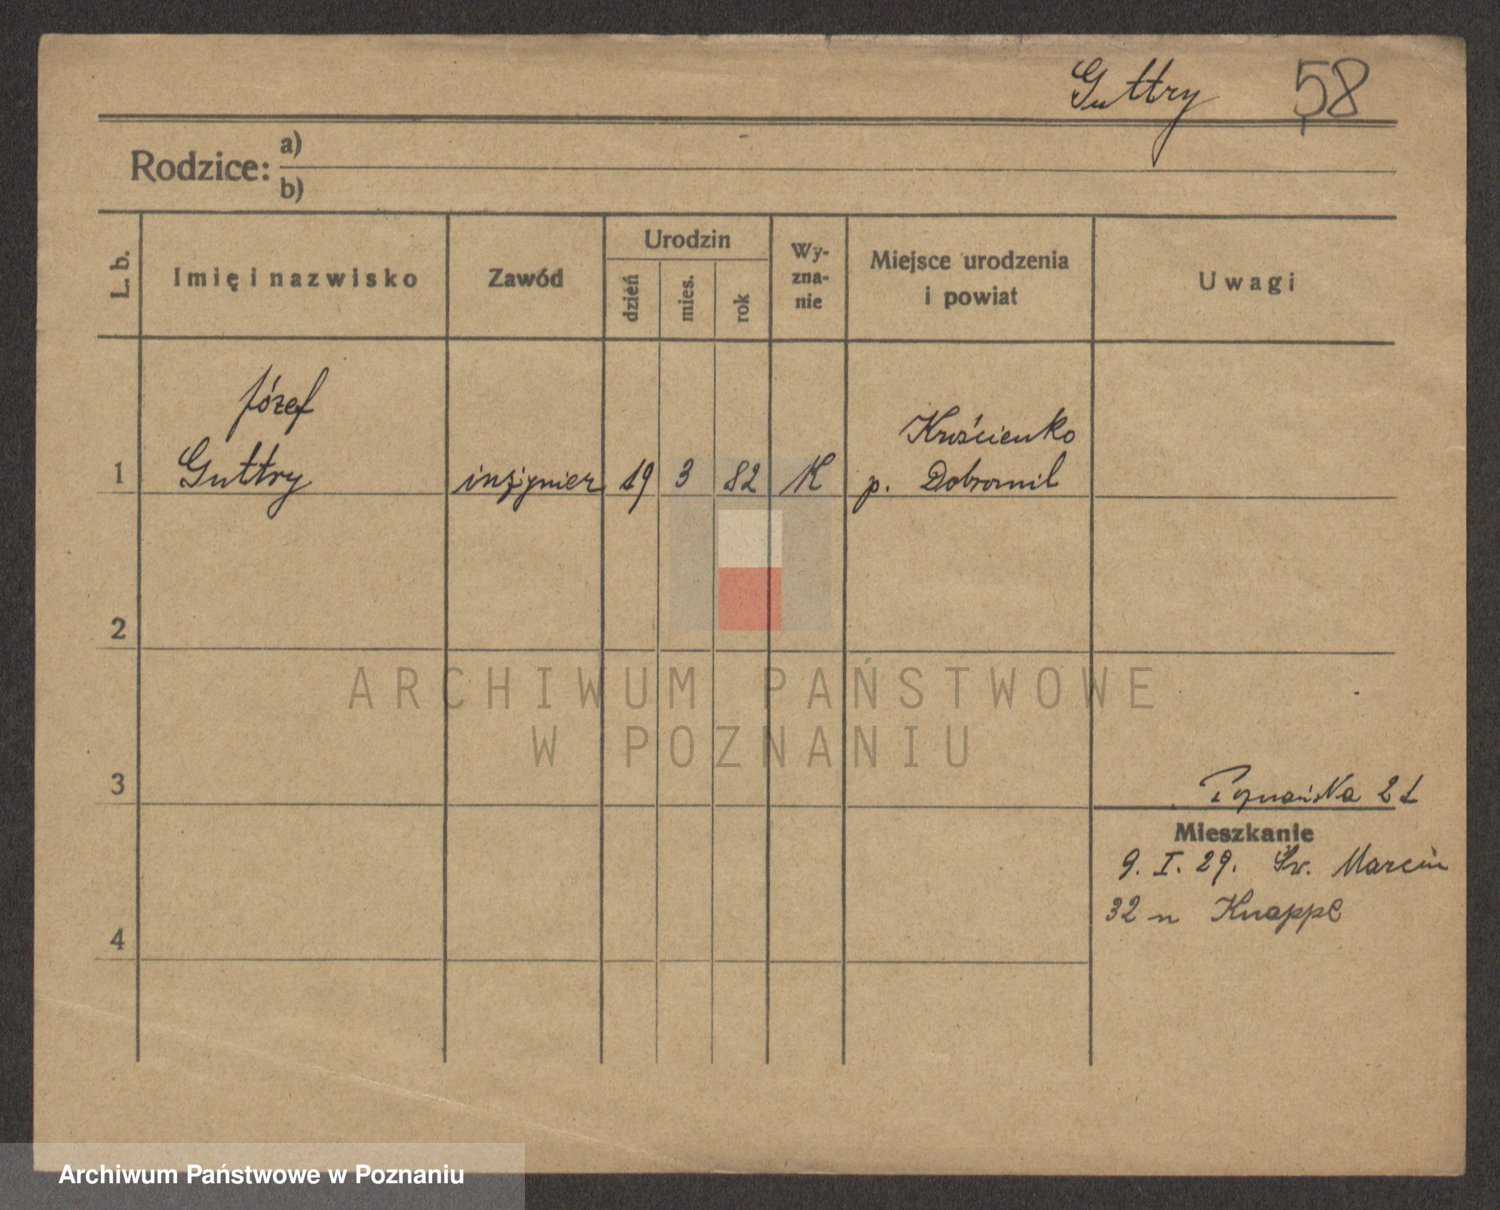 Guttry 58
Rodzice: a)
b)
L. b. Imię i nazwisko Zawód Urodzin dzień mies. rok Wy-zna-nie Miejsce urodzenia i powiat Uwagi
Józef
Krościenko
1 Guttry inżynier 19 3 82 K p. Dobromil
2
ARCHIWUM PAŃSTWOWE
W POZNANIU
3
Poznańska 21
Mieszkanie
9. I. 29. Św. Marcin
32 u Knappe
4
Archiwum Państwowe w Poznaniu